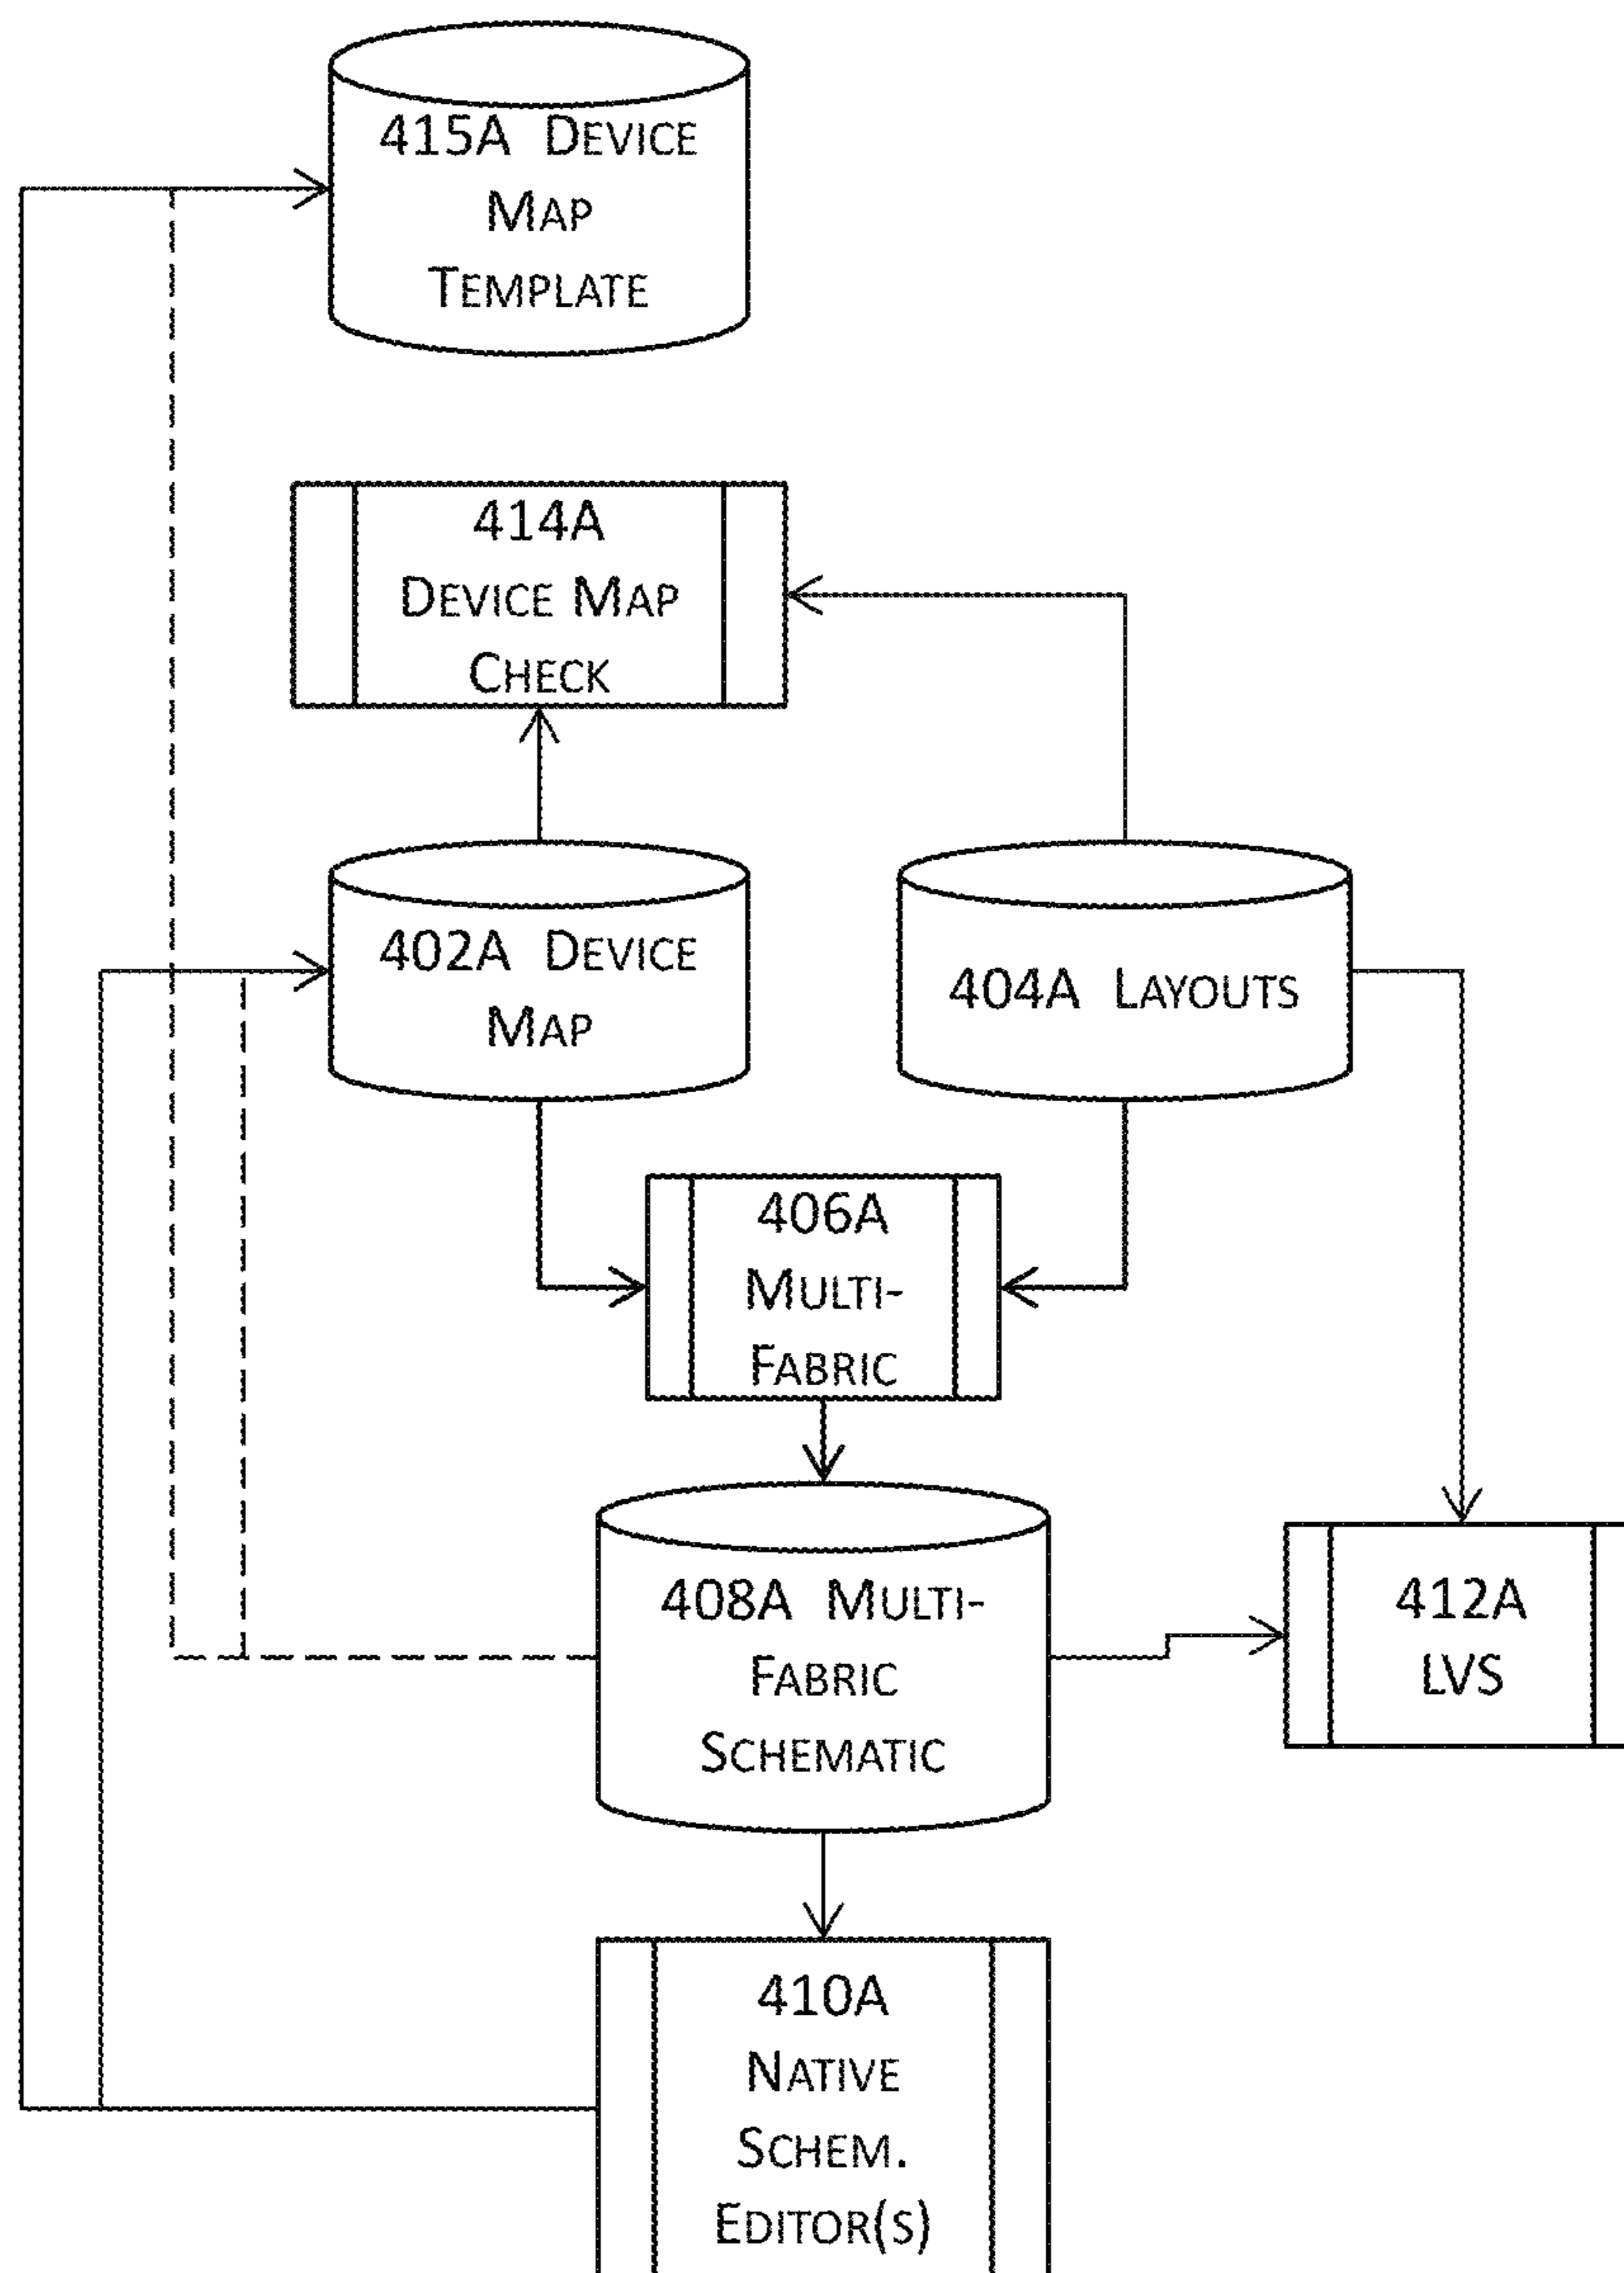 415A DEVICE
MAP
TEMPLATE
414A
DEVICE MAP
CHECK
402A DEVICE
MAP
404A LAYOUTS
406A
MULTI-
FABRIC
408A MULTI-
FABRIC
SCHEMATIC
412A
LVS
410A
NATIVE
SCHEM.
EDITOR(S)